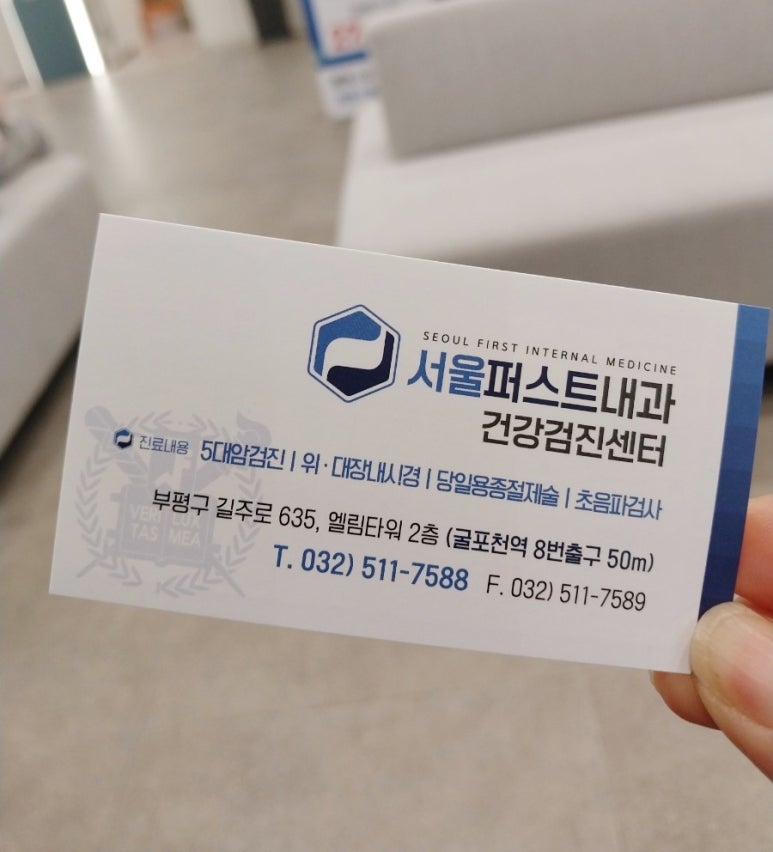 SEOUL FIRST INTERNAL MEDICINE
서울퍼스트내과
건강검진센터
진료내용 5대암검진 | 위·대장내시경 | 당일용종절제술 | 초음파검사
부평구 길주로 635, 엘림타워 2층 (굴포천역 8번출구 50m)
T. 032) 511-7588 F. 032) 511-7589
VERI LUX
TAS MEA